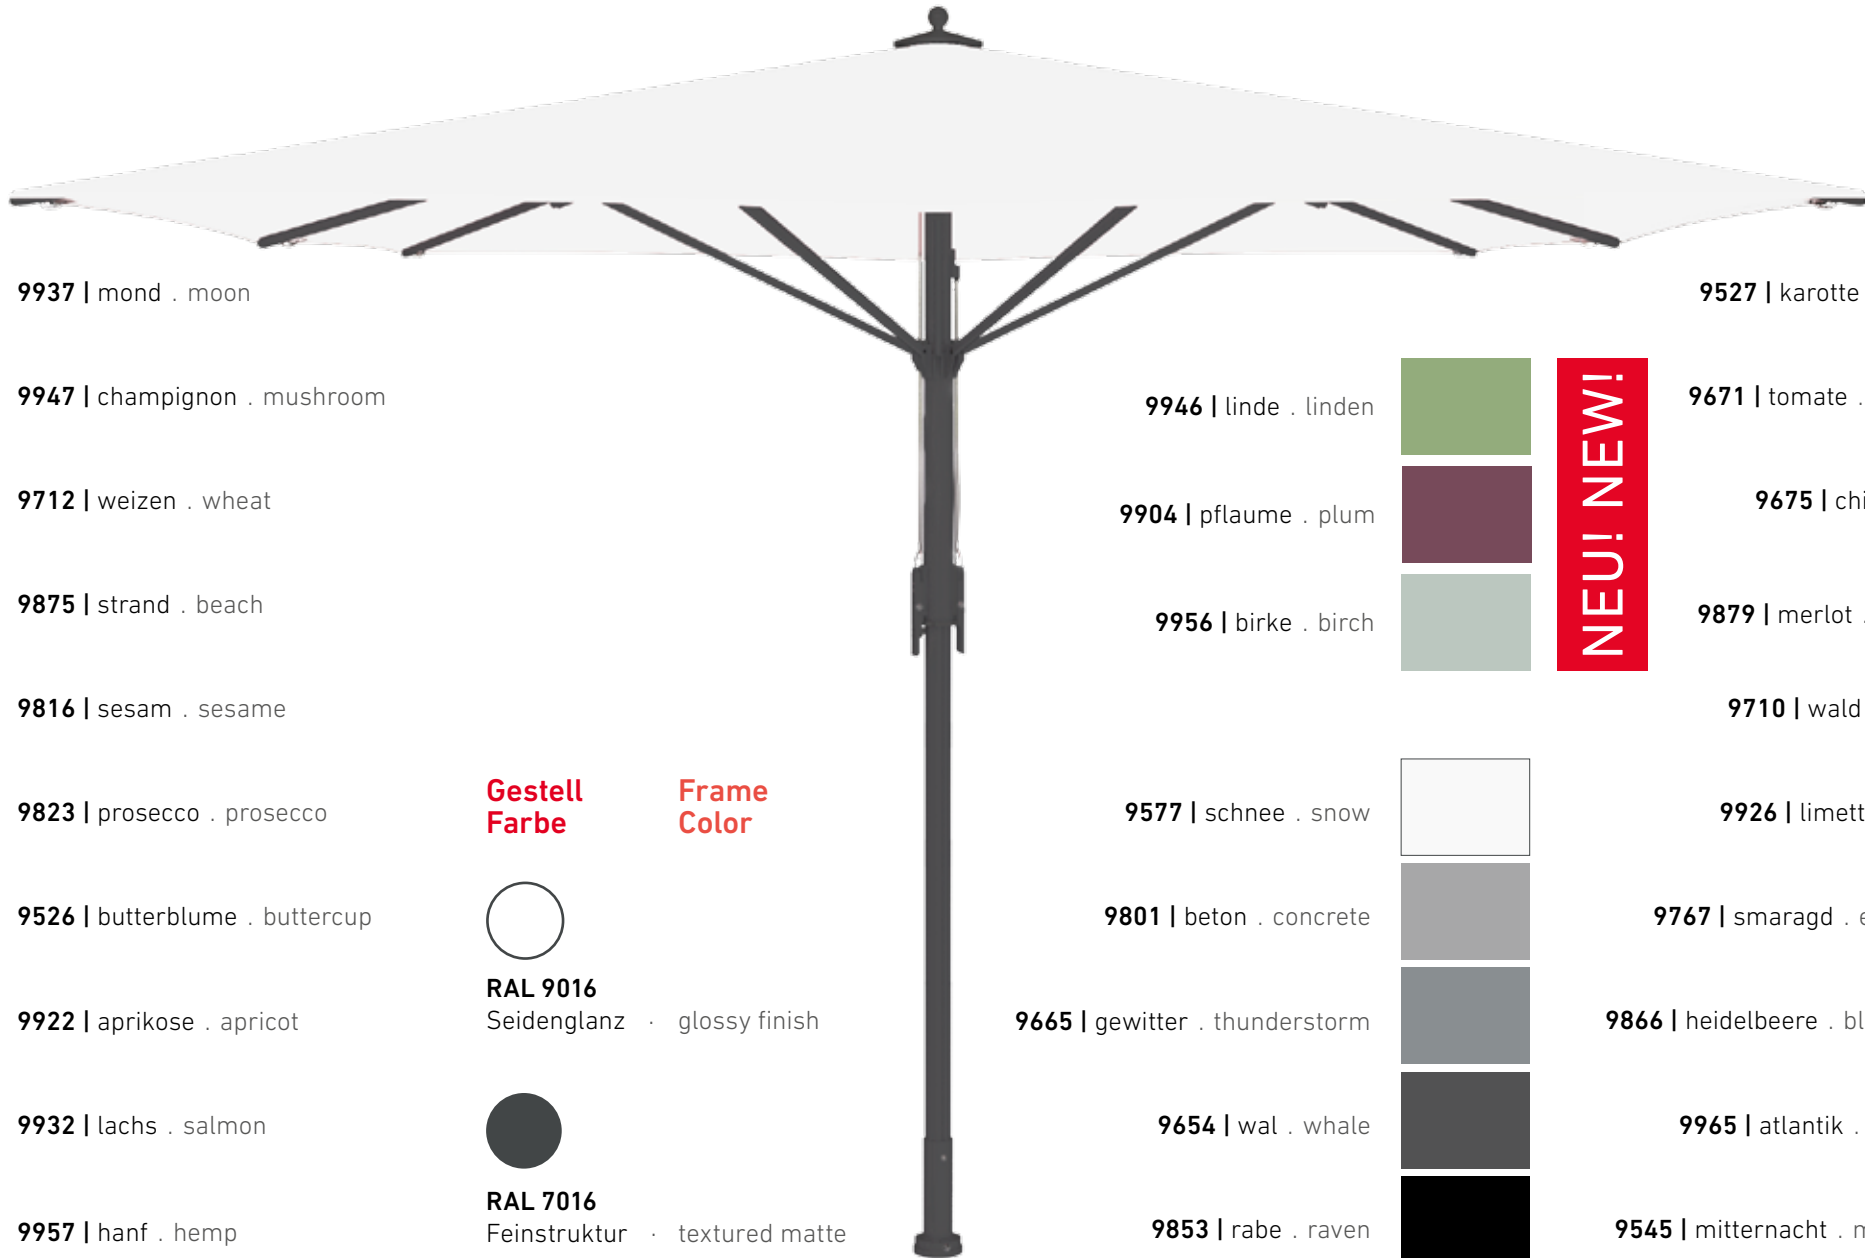 9937 | mond . moon
9947 | champignon . mushroom
9712 | weizen . wheat
9875 | strand . beach
9816 | sesam . sesame
9823 | prosecco . prosecco
9526 | butterblume . buttercup
9922 | aprikose . apricot
9932 | lachs . salmon
9957 | hanf . hemp
Gestell Farbe
Frame Color
RAL 9016
Seidenglanz · glossy finish
RAL 7016
Feinstruktur · textured matte
9946 | linde . linden
9904 | pflaume . plum
9956 | birke . birch
NEU! NEW!
9577 | schnee . snow
9801 | beton . concrete
9665 | gewitter . thunderstorm
9654 | wal . whale
9853 | rabe . raven
9527 | karotte
9671 | tomate .
9675 |
9879 | merlot .
9710 | wald
9926 |
9767 | smaragd .
9866 | heidelbeere .
9965 | atlantik .
9545 | mitternacht .